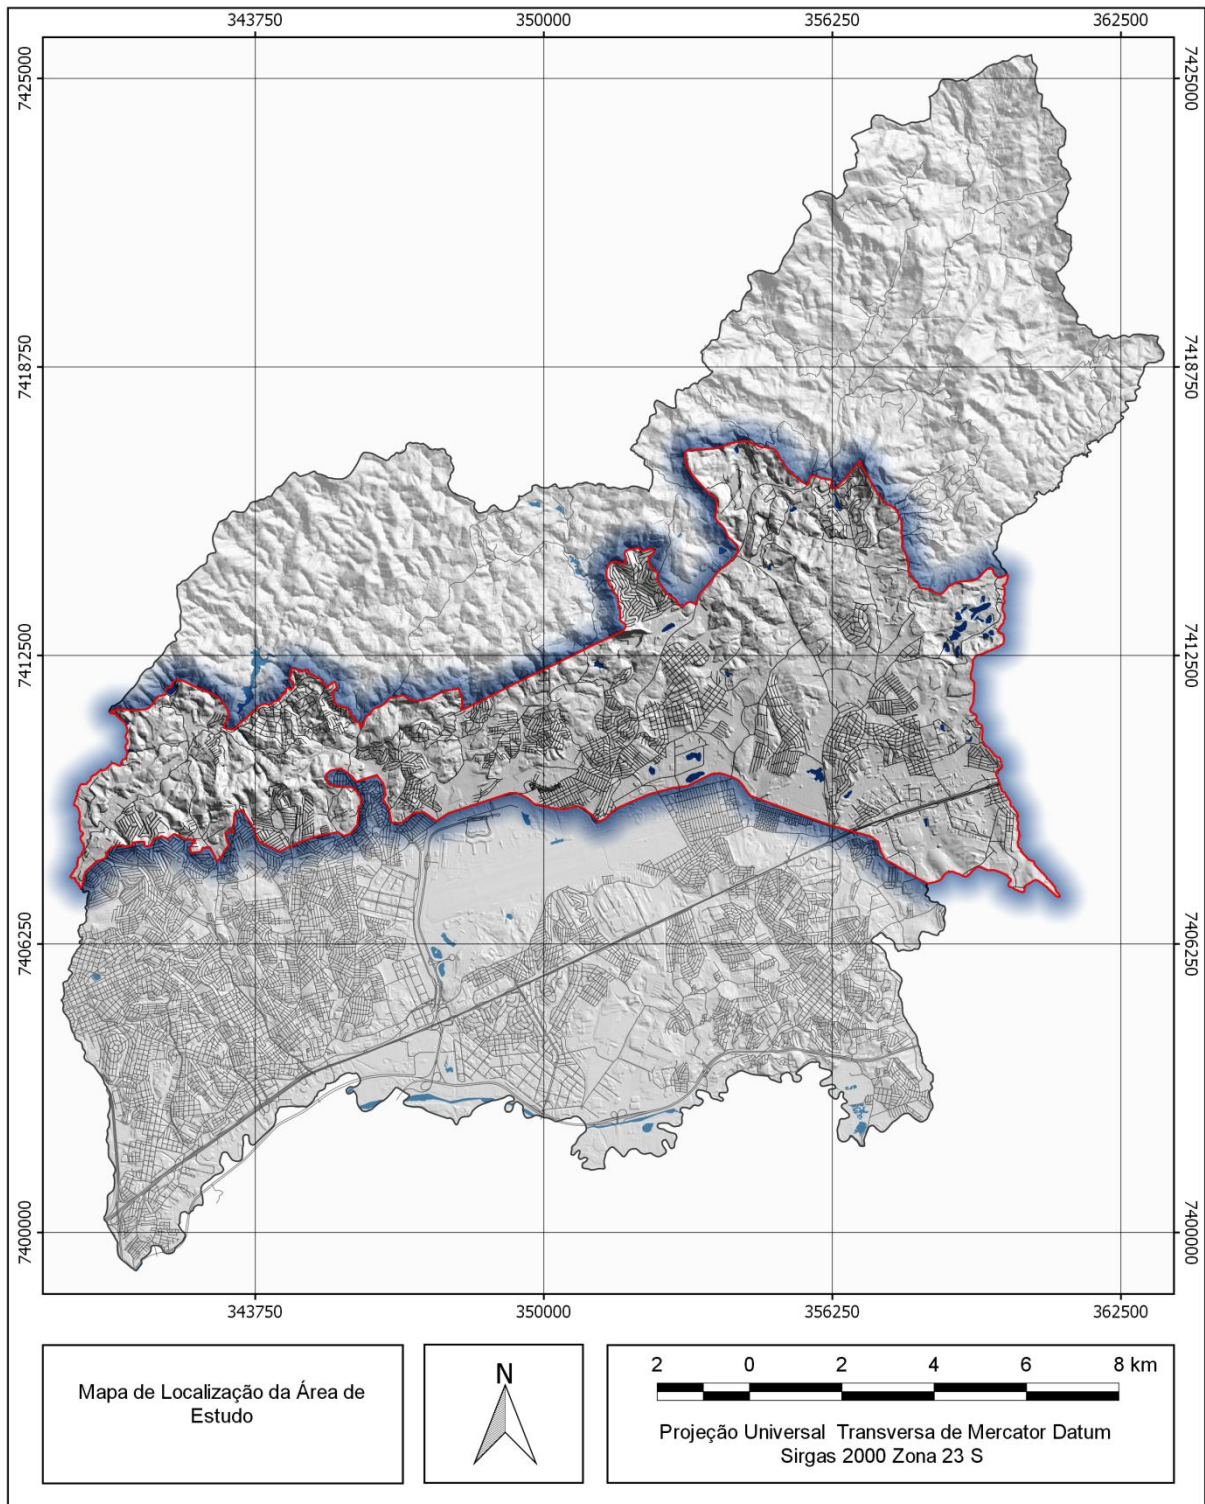 343750 350000 356250 362500
7425000 7425000
7418750 7418750
7412500 7412500
7406250 7406250
7400000 7400000
343750 350000 356250 362500
Mapa de Localização da Área de
Estudo
N
2 0 2 4 6 8 km
Projeção Universal Transversa de Mercator Datum
Sirgas 2000 Zona 23 S